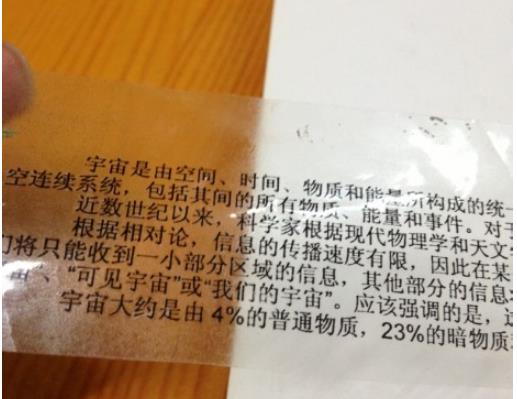 宇宙是由空间、时间、物质和能量所构成的统一
空连续系统，包括其间的所有物质、能量和事件。对于
近数世纪以来，科学家根据现代物理学和天文学
根据相对论，信息的传播速度有限，因此在某
们将只能收到一小部分区域的信息，其他部分的信息
宙”、“可见宇宙”或“我们的宇宙”。应该强调的是，这
宇宙大约是由 4%的普通物质，23%的暗物质